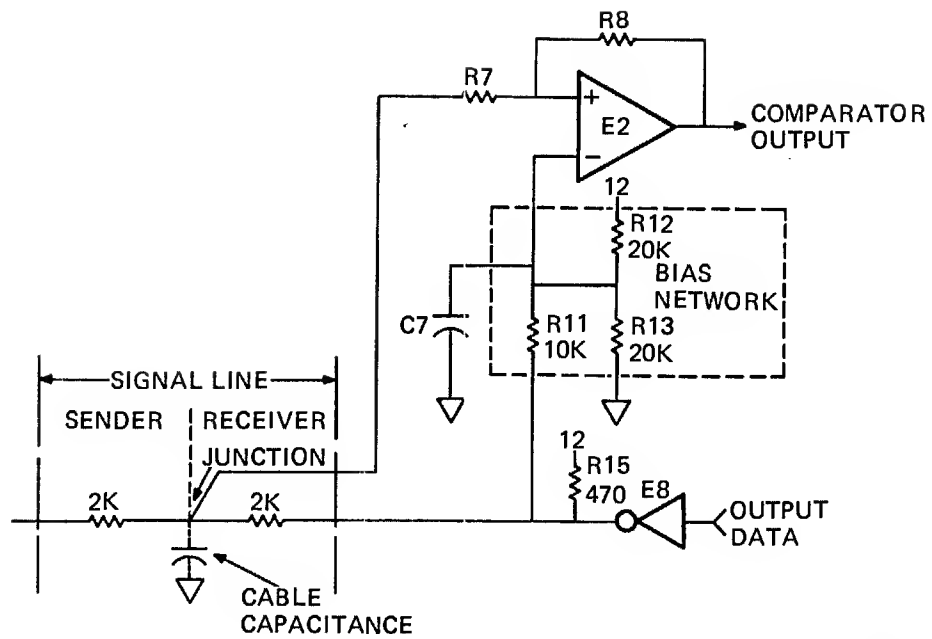 R8
R7
+
E2
−
COMPARATOR
OUTPUT
12
R12
20K
BIAS
NETWORK
C7
R11
10K
R13
20K
SIGNAL LINE
SENDER
RECEIVER
JUNCTION
12
R15
470
E8
2K
2K
OUTPUT
DATA
CABLE
CAPACITANCE